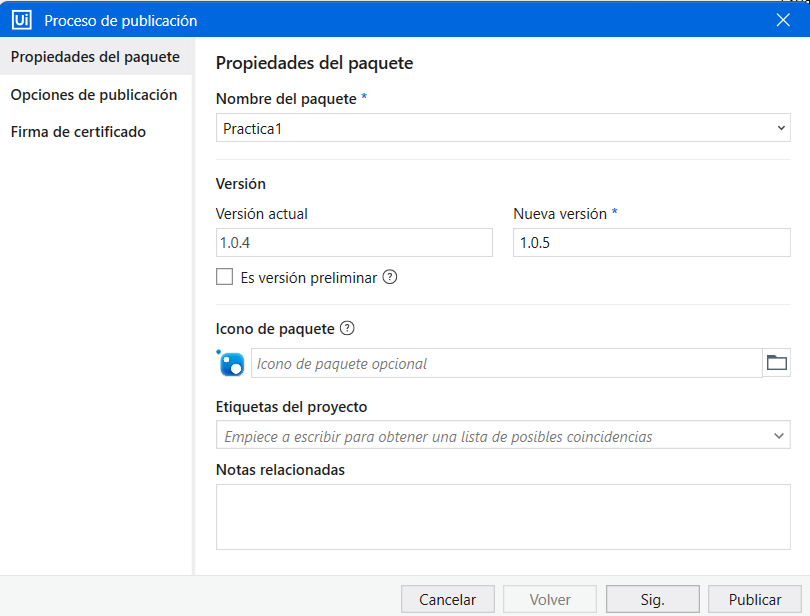 Ui Proceso de publicación
Propiedades del paquete
Opciones de publicación
Firma de certificado
Propiedades del paquete
Nombre del paquete *
Practica1
Versión
Versión actual
Nueva versión *
1.0.4
1.0.5
Es versión preliminar ?
Icono de paquete ?
Icono de paquete opcional
Etiquetas del proyecto
Empiece a escribir para obtener una lista de posibles coincidencias
Notas relacionadas
Cancelar
Volver
Sig.
Publicar